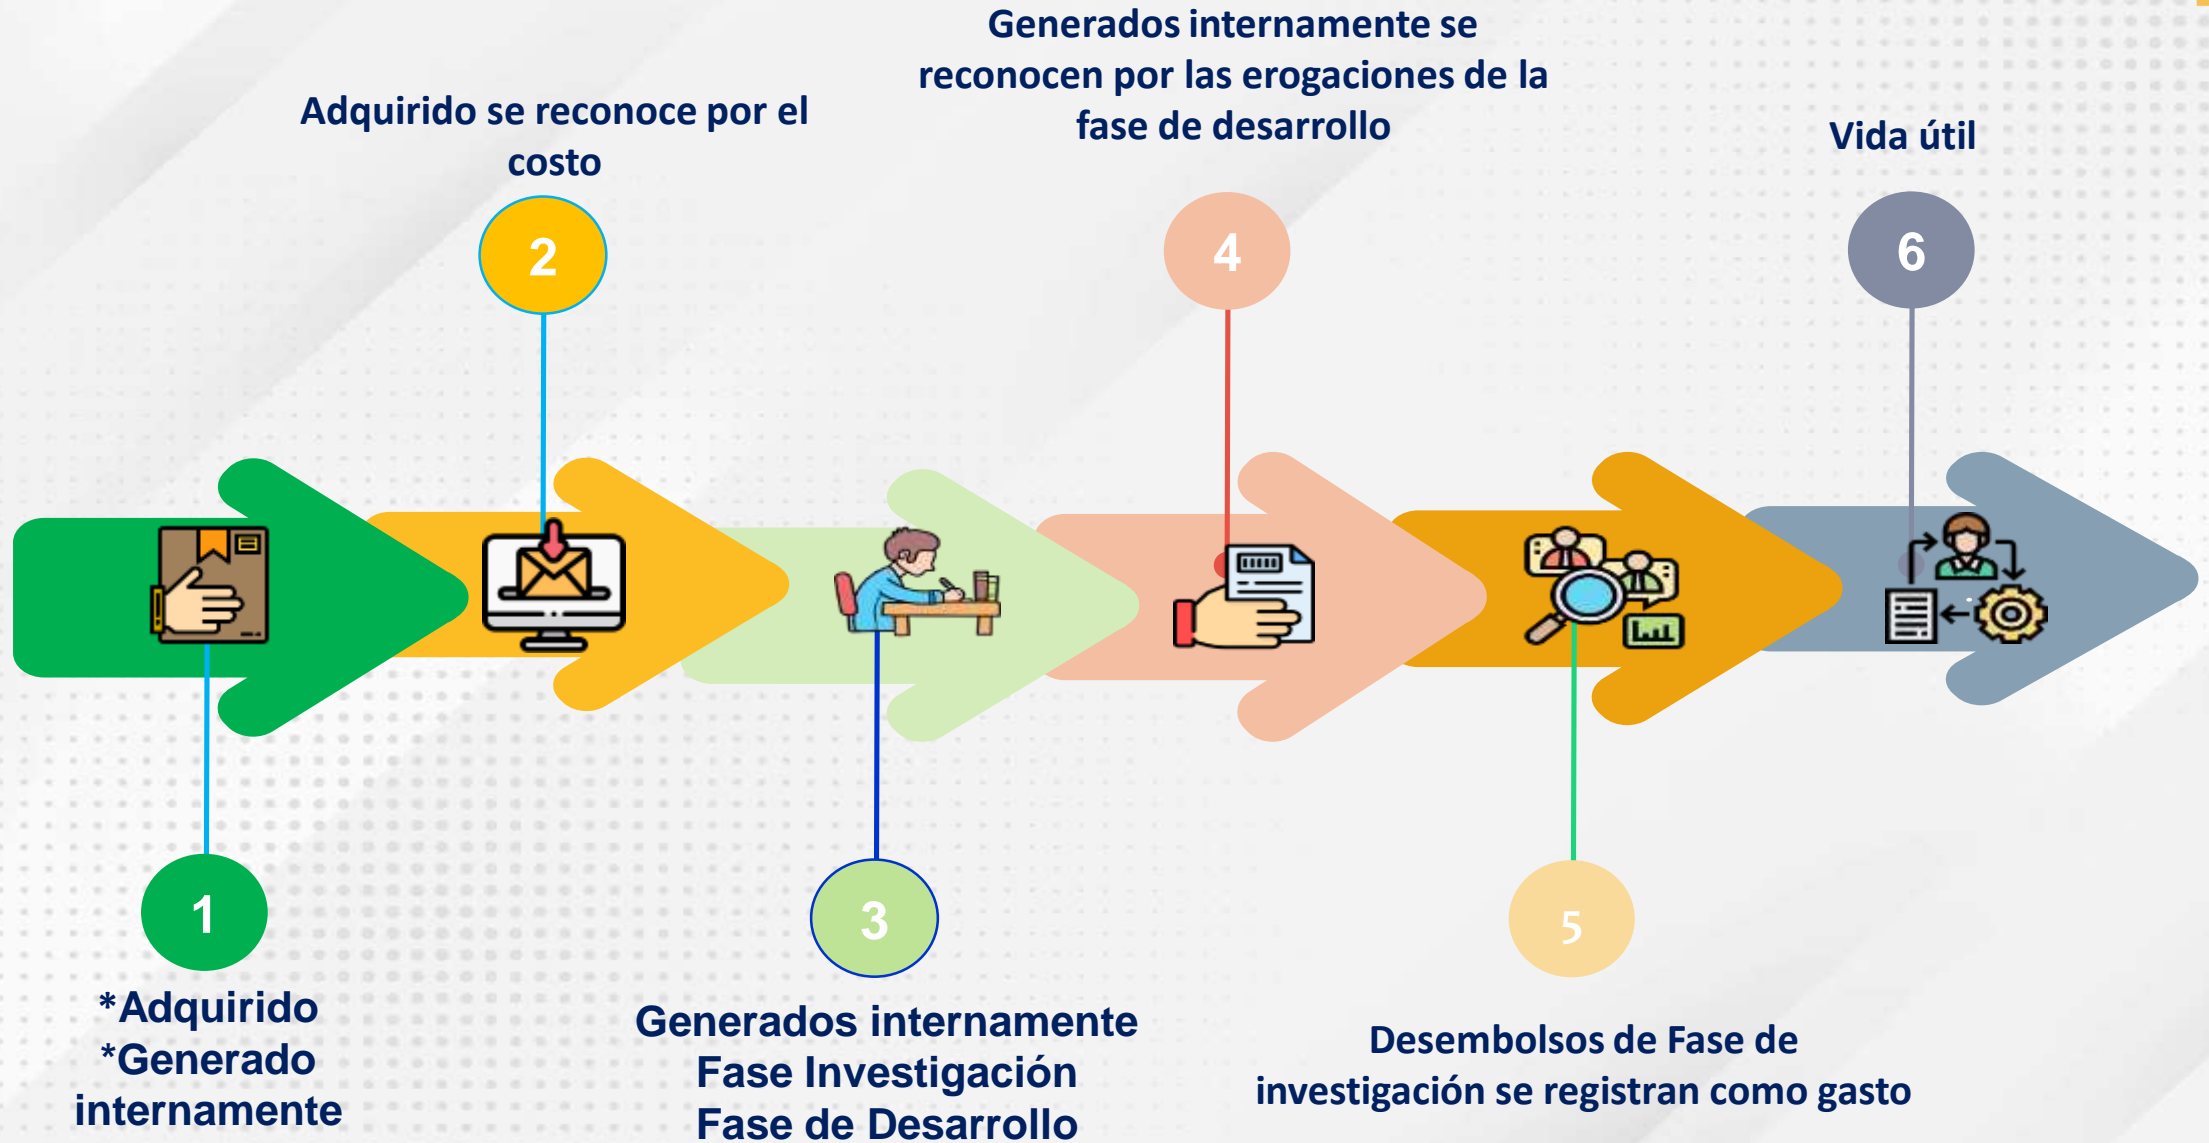 *Adquirido
*Generado
internamente
1
Adquirido se reconoce por el
costo
2
3
Generados internamente
Fase Investigación
Fase de Desarrollo
Generados internamente se
reconocen por las erogaciones de la
fase de desarrollo
4
5
Desembolsos de Fase de
investigación se registran como gasto
Vida útil
6